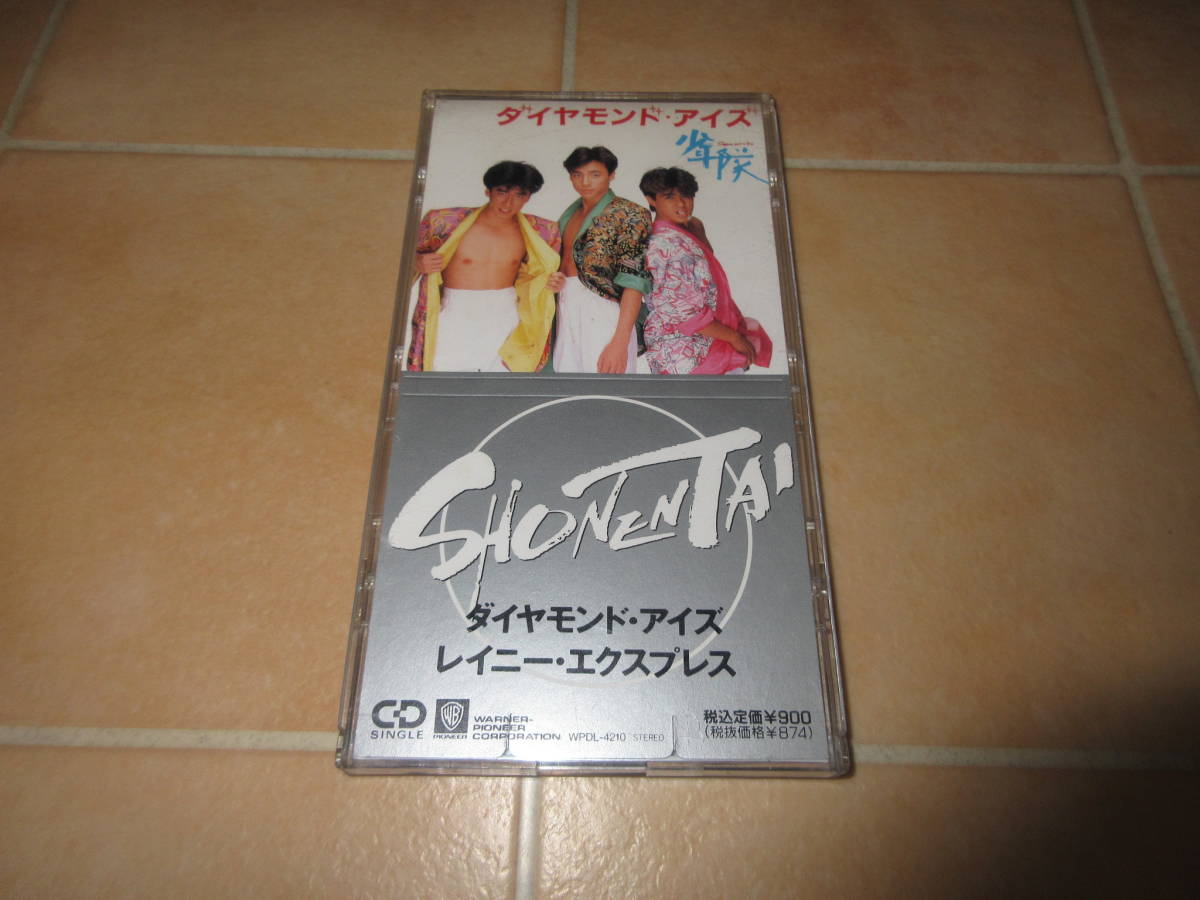 ダイヤモンド・アイズ
少年隊
SHONENTAI
ダイヤモンド・アイズ
レイニー・エクスプレス
CD
SINGLE
WB
PIONEER
WARNER-
PIONEER
CORPORATION
WPDL-4210 STEREO
税込定価¥900
(税抜価格¥874)